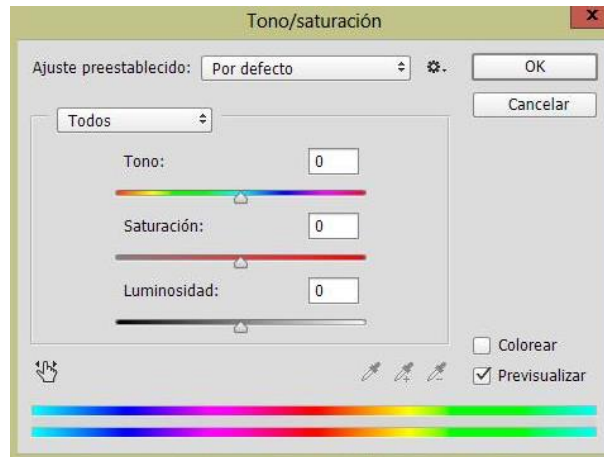 Tono/saturación
x
Ajuste preestablecido: Por defecto
OK
Cancelar
Todos
Tono: 0
Saturación: 0
Luminosidad: 0
Colorear
Previsualizar